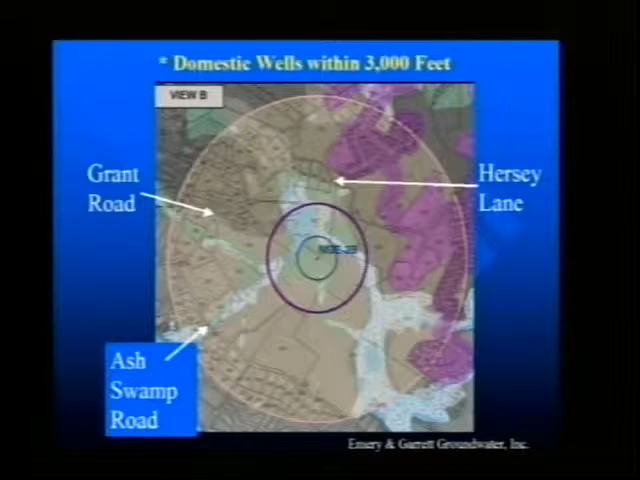 * Domestic Wells within 3,000 Feet
VIEW B
Grant
Road
Hersey
Lane
Ash
Swamp
Road
Emery & Garrett Groundwater, Inc.